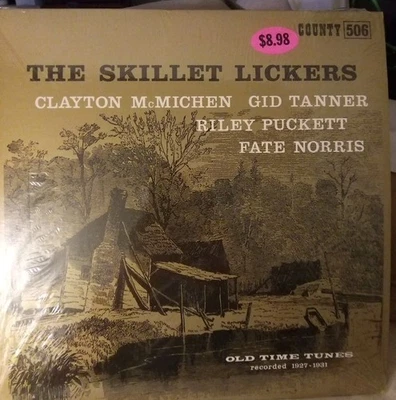 $8.98
COUNTY 506
THE SKILLET LICKERS
CLAYTON McMICHEN GID TANNER
RILEY PUCKETT
FATE NORRIS
OLD TIME TUNES
recorded 1927-1931